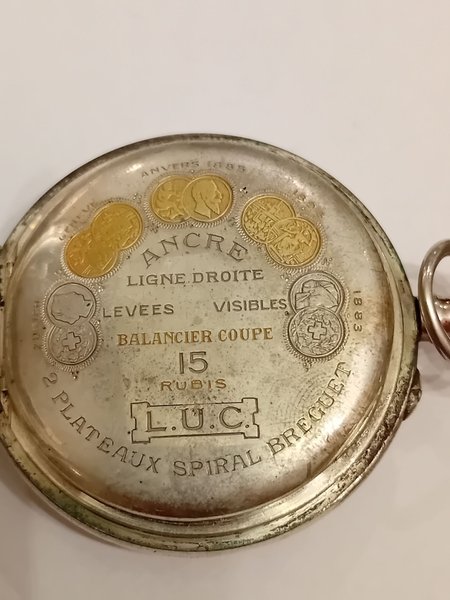 ANVERS 1885
1883
ANCRE
LIGNE DROITE
LEVEES VISIBLES
BALANCIER COUPE
15
RUBIS
L.U.C.
2 PLATEAUX SPIRAL BREGUET